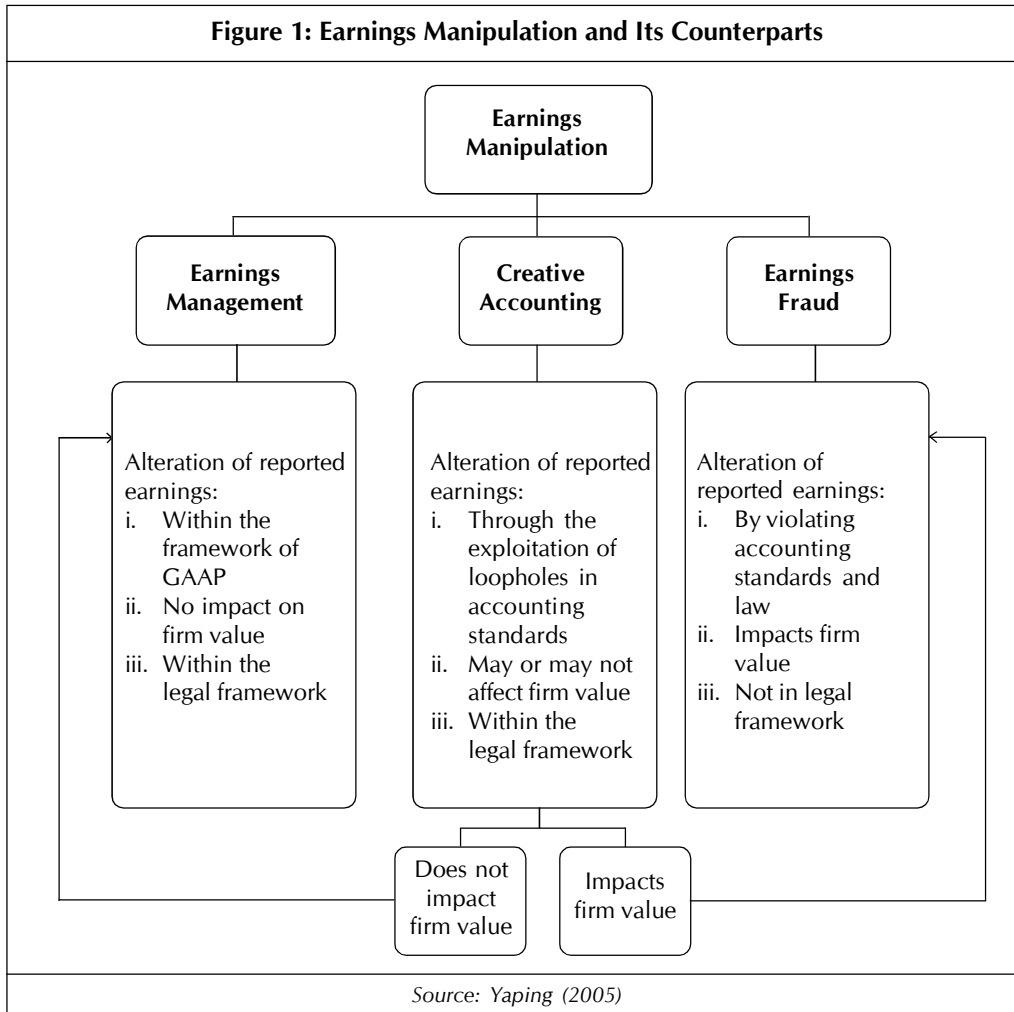 Figure 1: Earnings Manipulation and Its Counterparts
Earnings
Manipulation
Earnings
Management
Creative
Accounting
Earnings
Fraud
Alteration of reported
earnings:
i. Within the
framework of
GAAP
ii. No impact on
firm value
iii. Within the
legal framework
Alteration of reported
earnings:
i. Through the
exploitation of
loopholes in
accounting
standards
ii. May or may not
affect firm value
iii. Within the
legal framework
Alteration of
reported earnings:
i. By violating
accounting
standards and
law
ii. Impacts firm
value
iii. Not in legal
framework
Does not
impact
firm value
Impacts
firm value
Source: Yaping (2005)